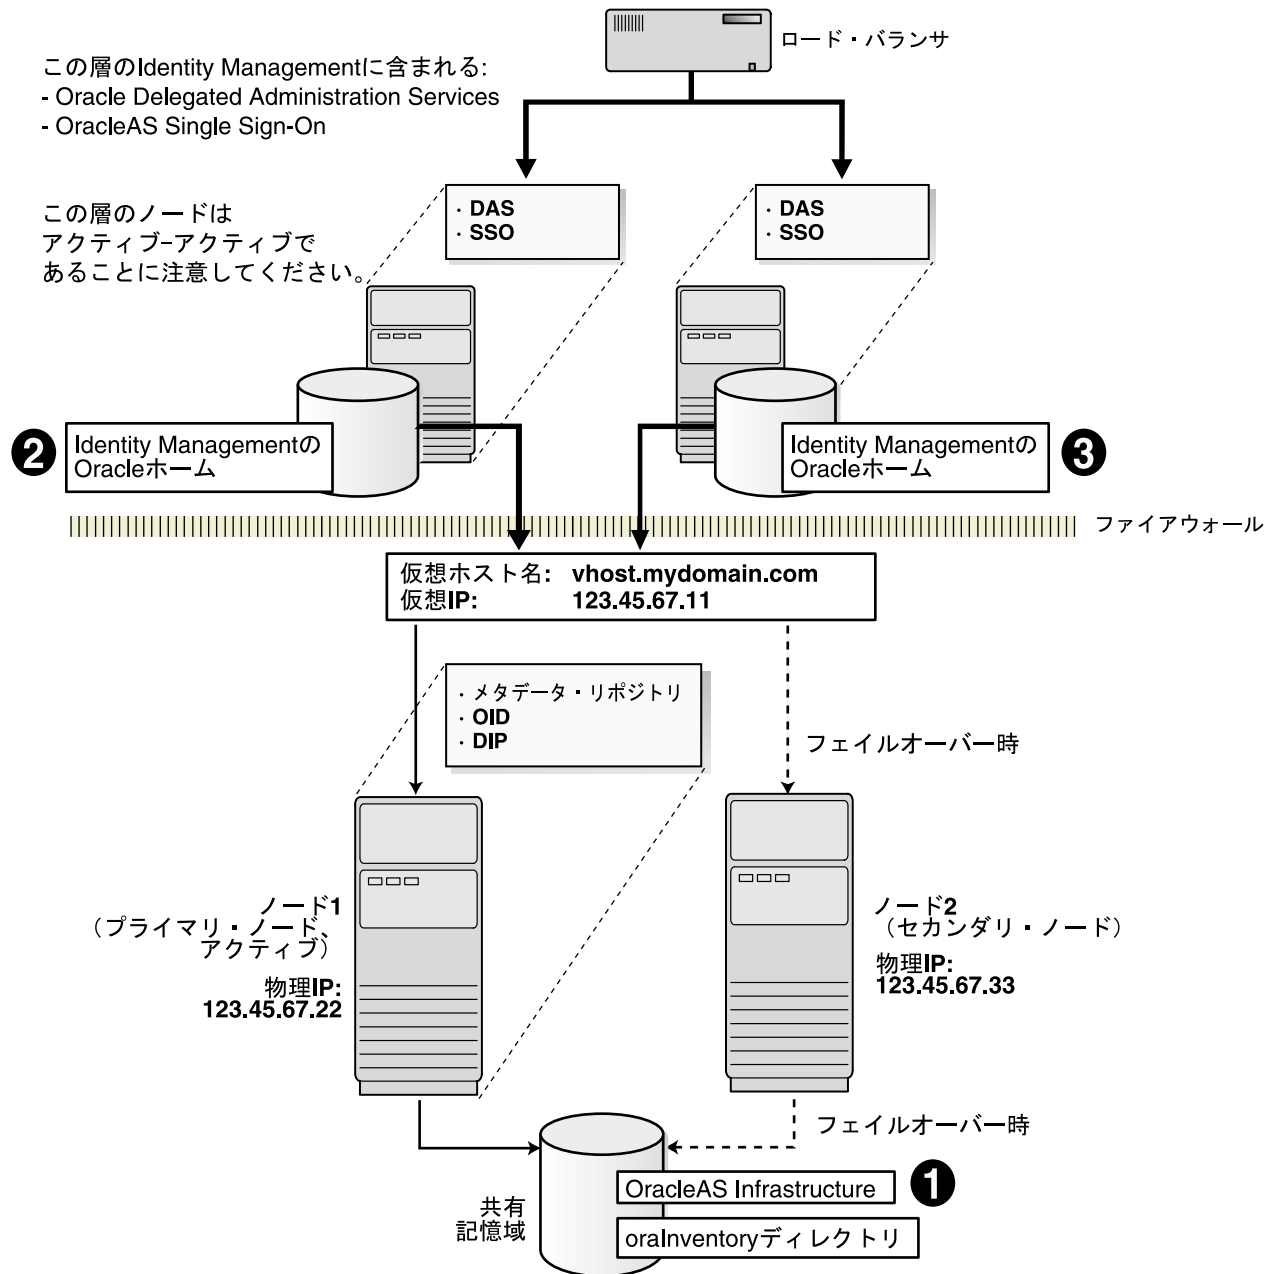 ロード・バランサ
この層のIdentity Managementに含まれる:
- Oracle Delegated Administration Services
- OracleAS Single Sign-On
この層のノードは
アクティブ−アクティブで
あることに注意してください。
・ DAS
・ SSO
・ DAS
・ SSO
2
Identity Managementの
Oracleホーム
Identity Managementの
Oracleホーム
3
ファイアウォール
仮想ホスト名: vhost.mydomain.com
仮想IP: 123.45.67.11
・ メタデータ・リポジトリ
・ OID
・ DIP
フェイルオーバー時
ノード1
（プライマリ・ノード、
アクティブ）
物理IP:
123.45.67.22
ノード2
（セカンダリ・ノード）
物理IP:
123.45.67.33
フェイルオーバー時
共有
記憶域
OracleAS Infrastructure
1
oraInventoryディレクトリ